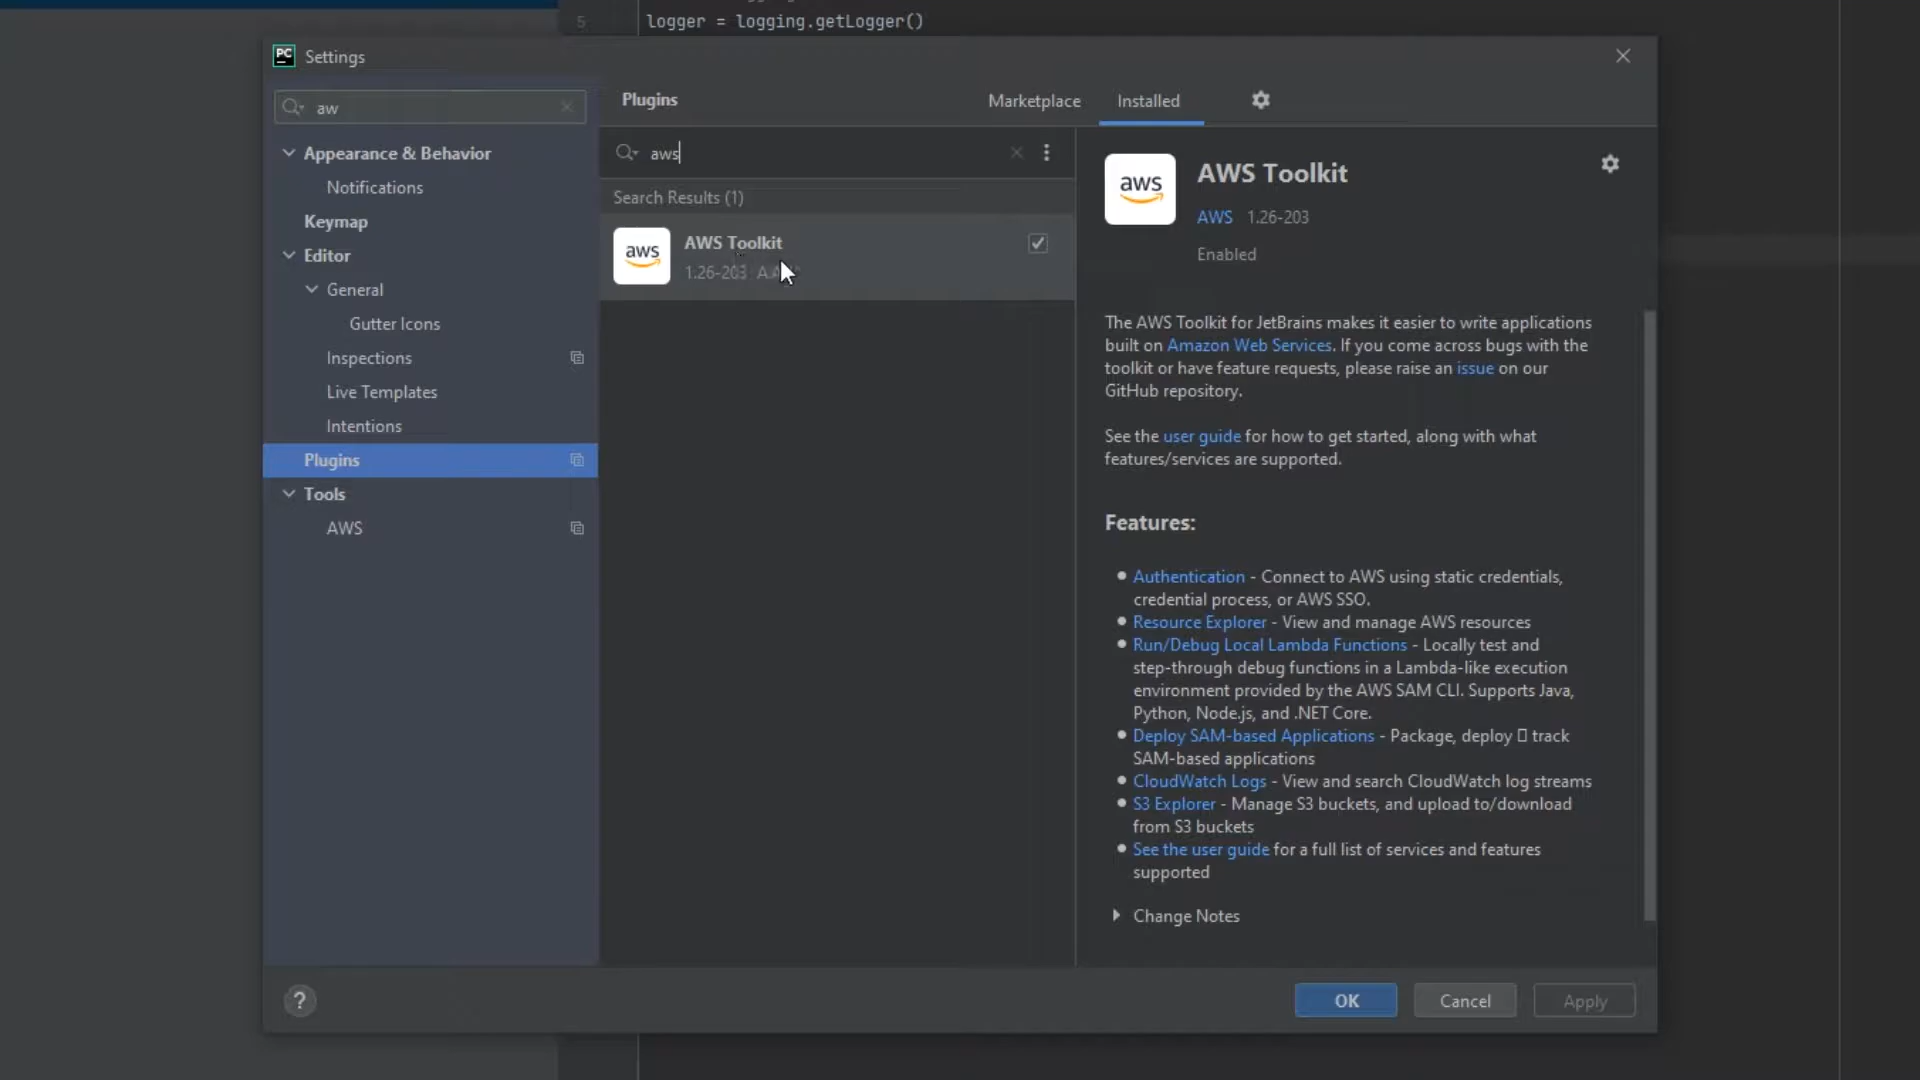 5 logger = logging.getLogger()
PC Settings
aw
Plugins
Marketplace
Installed
Appearance & Behavior
Notifications
Keymap
Editor
General
Gutter Icons
Inspections
Live Templates
Intentions
Plugins
Tools
AWS
aws
Search Results (1)
aws
AWS Toolkit
1.26-203
aws
AWS Toolkit
AWS 1.26-203
Enabled
The AWS Toolkit for JetBrains makes it easier to write applications
built on Amazon Web Services. If you come across bugs with the
toolkit or have feature requests, please raise an issue on our
GitHub repository.
See the user guide for how to get started, along with what
features/services are supported.
Features:
Authentication - Connect to AWS using static credentials,
credential process, or AWS SSO.
Resource Explorer - View and manage AWS resources
Run/Debug Local Lambda Functions - Locally test and
step-through debug functions in a Lambda-like execution
environment provided by the AWS SAM CLI. Supports Java,
Python, Node.js, and .NET Core.
Deploy SAM-based Applications - Package, deploy track
SAM-based applications
CloudWatch Logs - View and search CloudWatch log streams
S3 Explorer - Manage S3 buckets, and upload to/download
from S3 buckets
See the user guide for a full list of services and features
supported
Change Notes
?
OK
Cancel
Apply